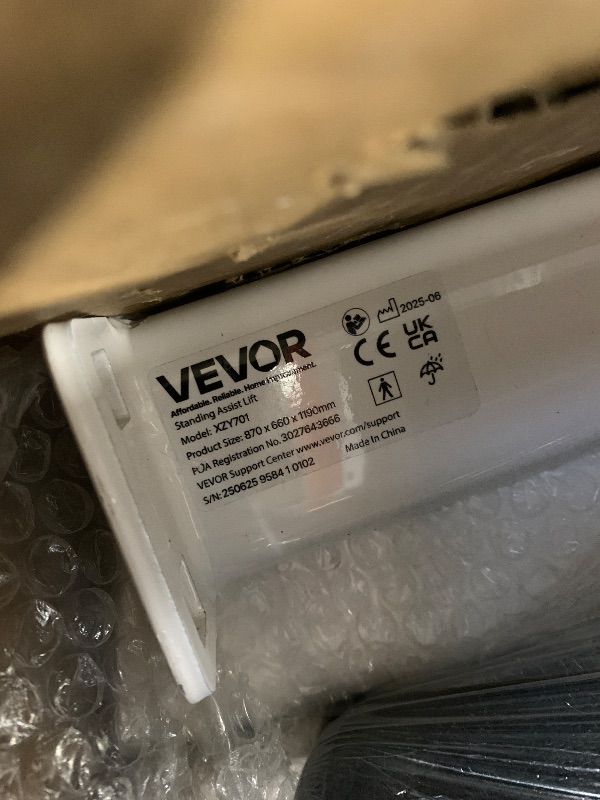 VEVOR
Affordable. Reliable. Home Improvement.
Standing Assist Lift
Model: XZY701
Product Size: 870 x 660 x 1190mm
FDA Registration No.3027643666
VEVOR Support Center www.vevor.com/support
S/N: 250625 9584 1 0102
Made In China
2025-06
CE
UK
CA